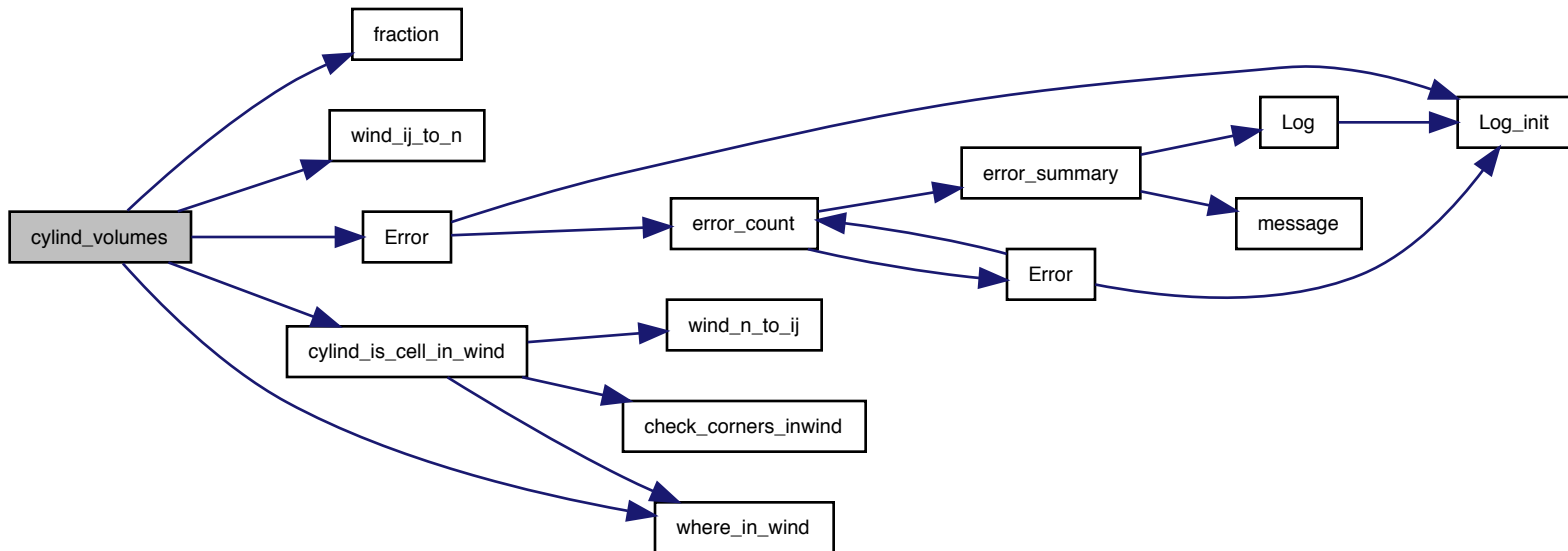 fraction
wind_ij_to_n
Log
Log_init
error_summary
cylind_volumes
Error
error_count
message
Error
wind_n_to_ij
cylind_is_cell_in_wind
check_corners_inwind
where_in_wind